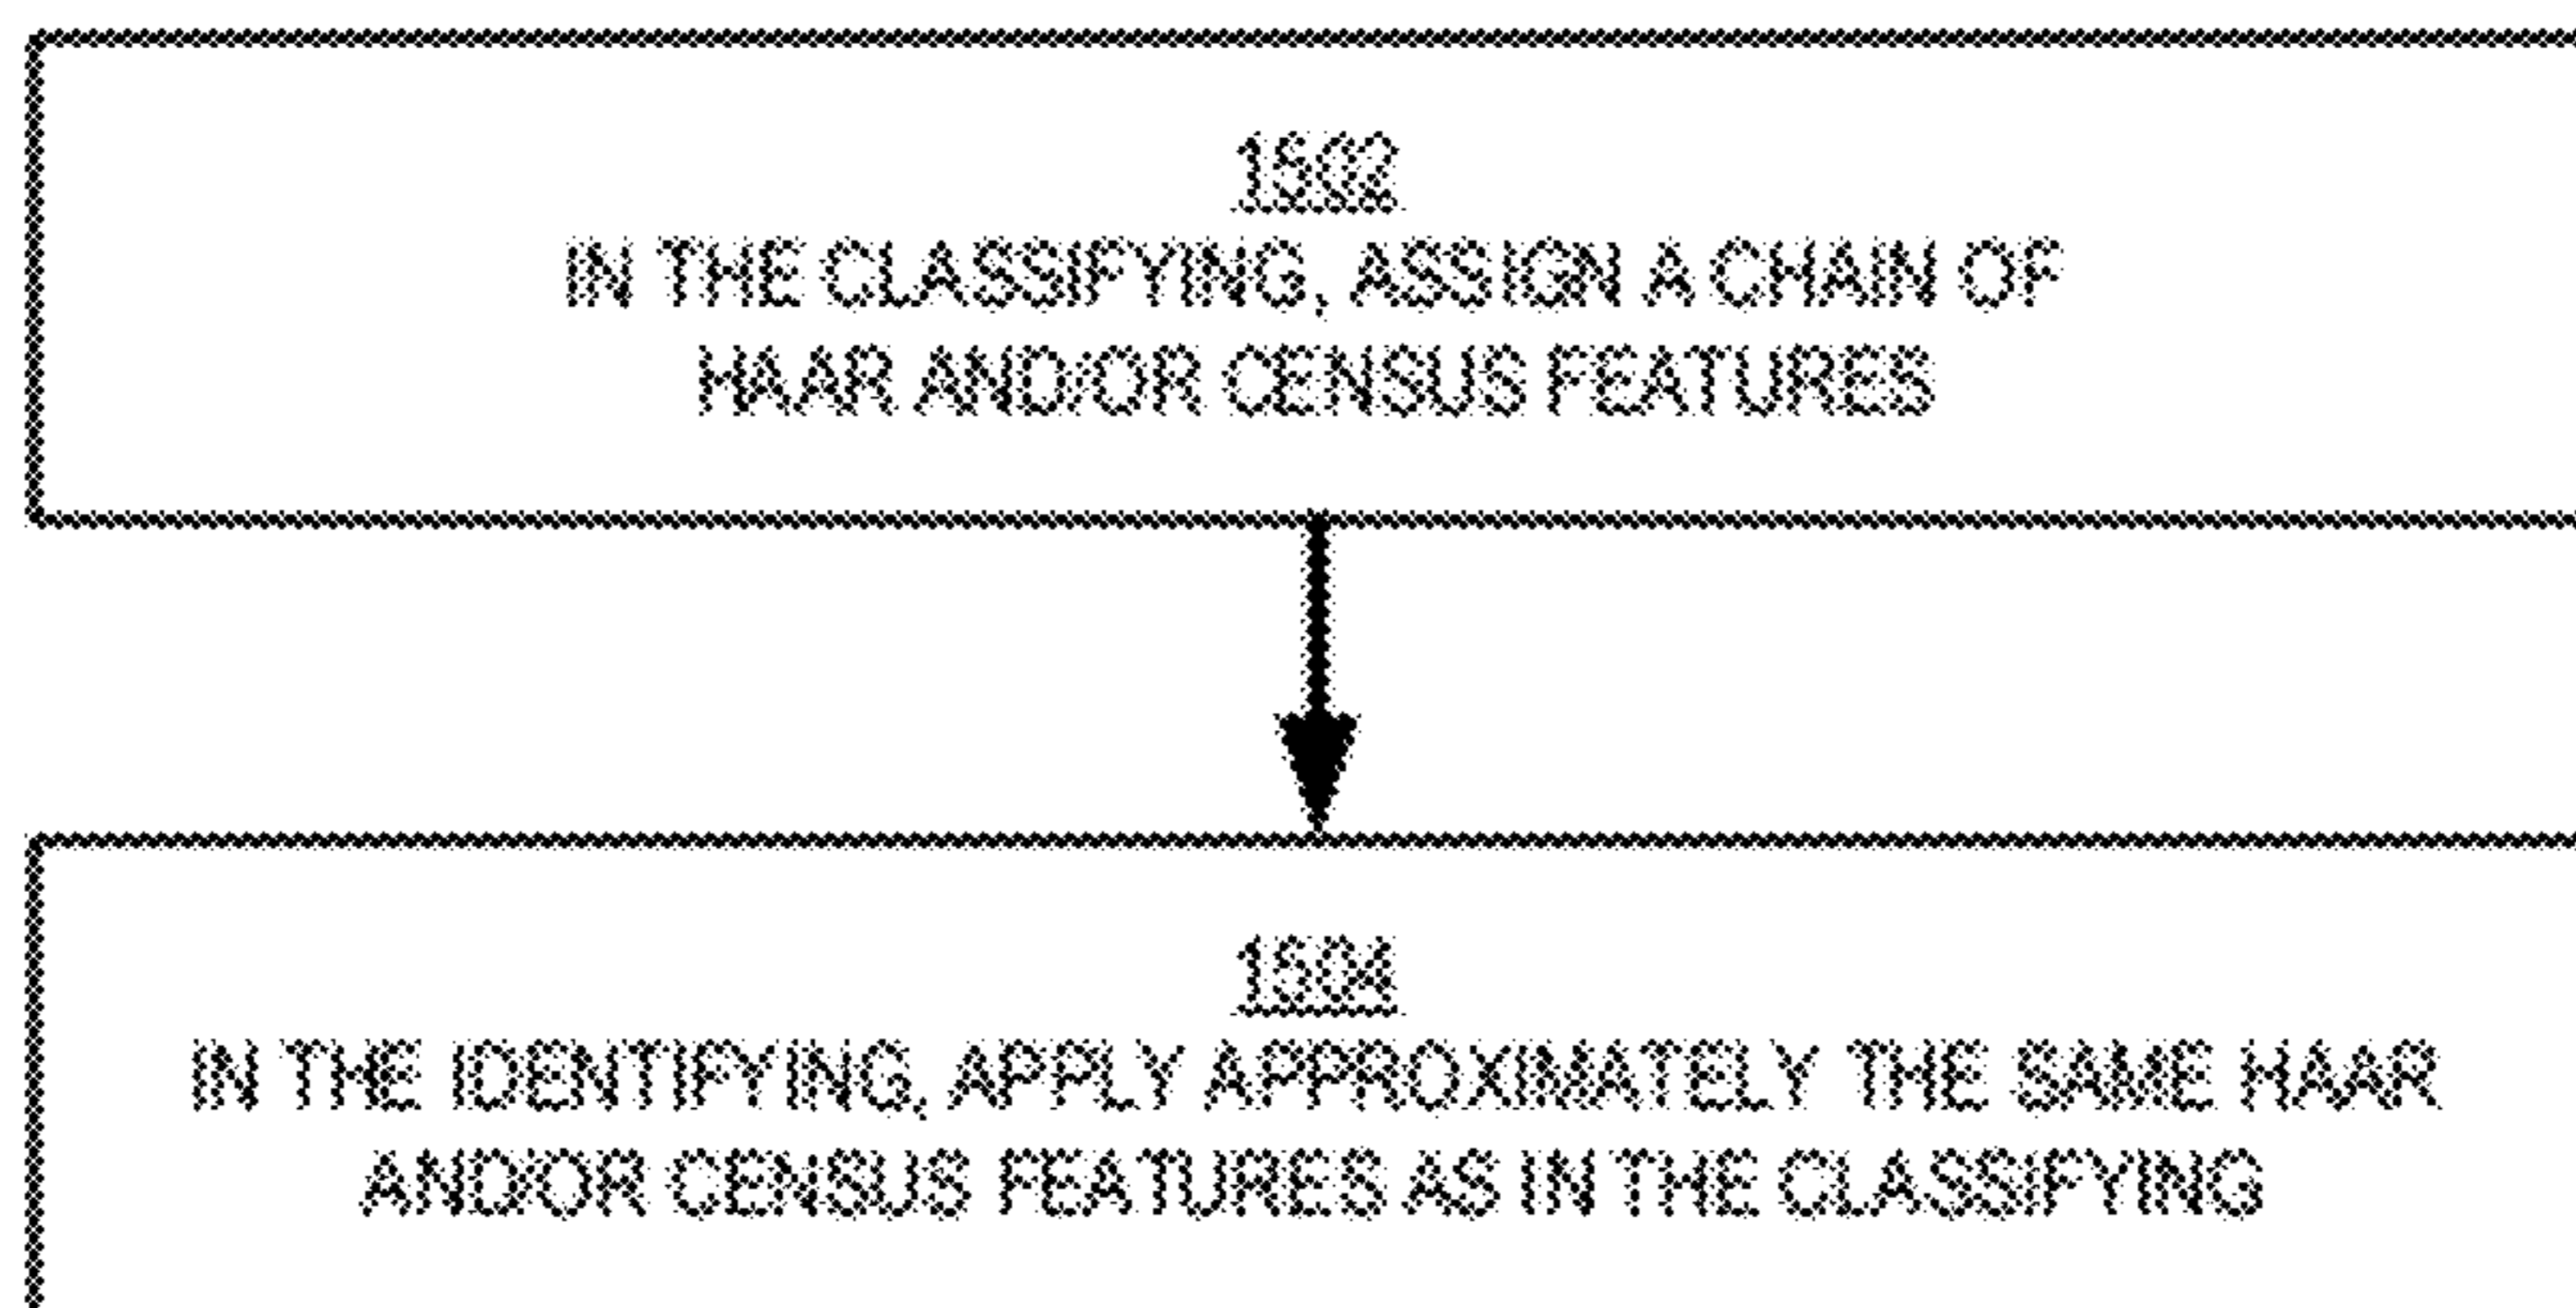 1502
IN THE CLASSIFYING, ASSIGN A CHAIN OF
HAAR AND/OR CENSUS FEATURES
1504
IN THE IDENTIFYING, APPLY APPROXIMATELY THE SAME HAAR
AND/OR CENSUS FEATURES AS IN THE CLASSIFYING